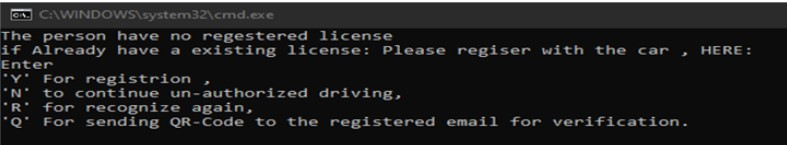 C:\WINDOWS\system32\cmd.exe
The person have no regestered license
if Already have a existing license: Please regiser with the car , HERE:
Enter
'Y' For registrion ,
'N' to continue un-authorized driving,
'R' for recognize again,
'Q' For sending QR-Code to the registered email for verification.